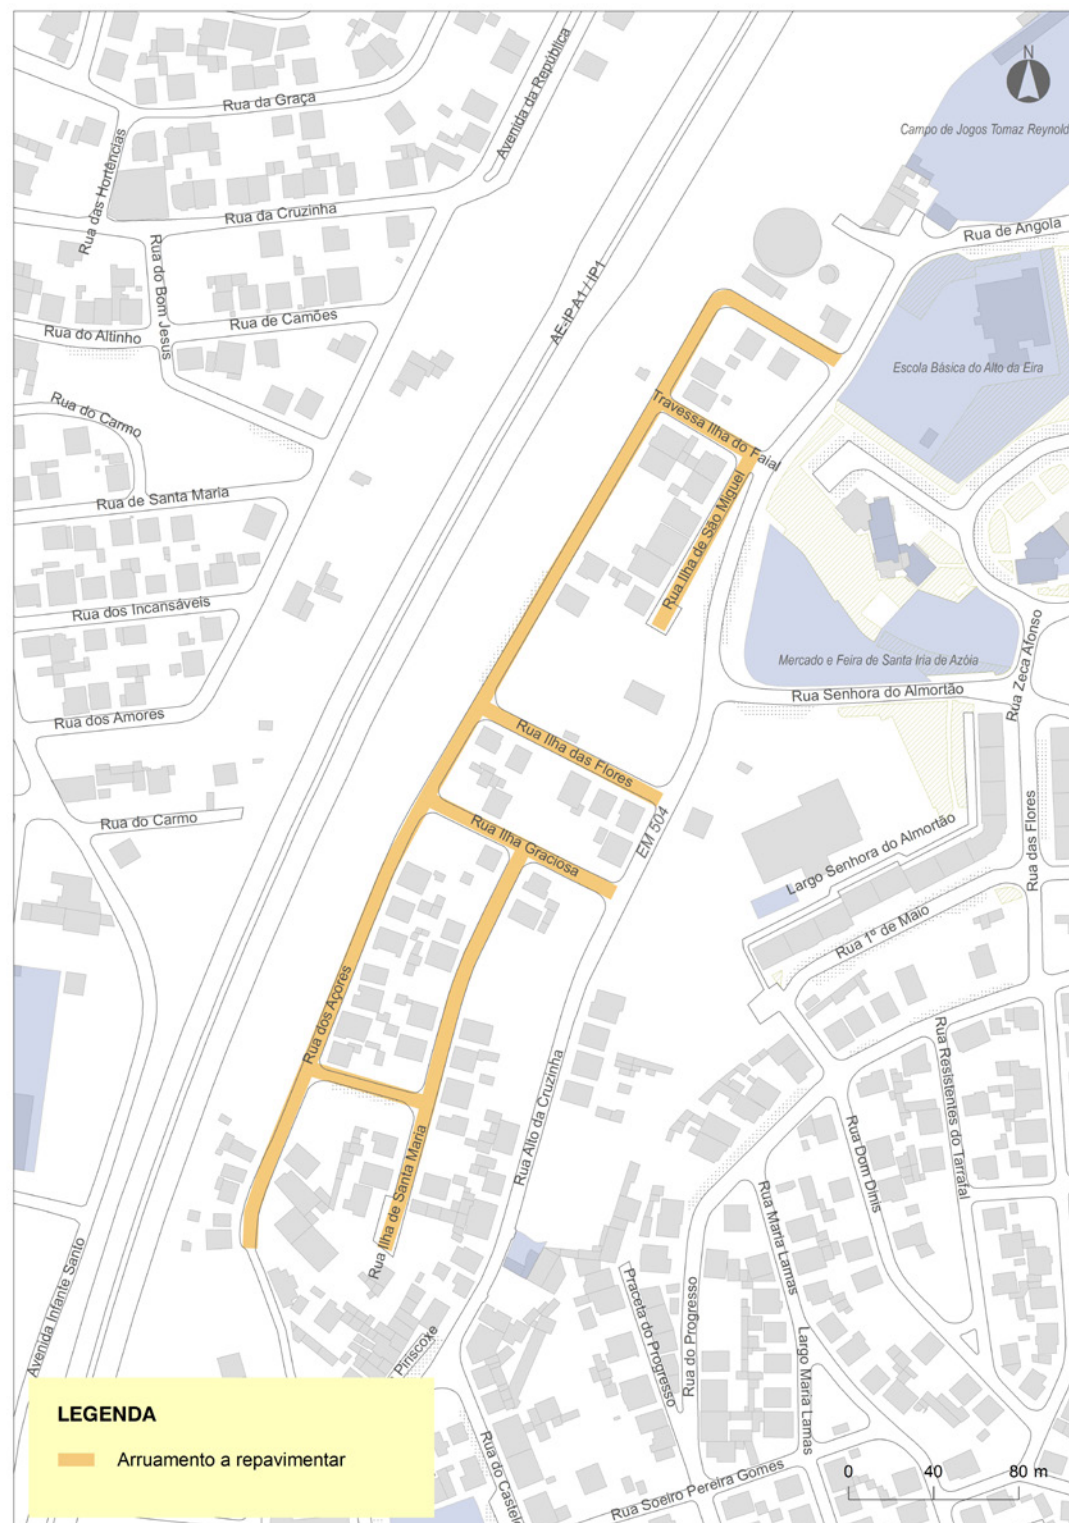 N
Avenida da República
Rua da Graça
Campo de Jogos Tomaz Reynold
Rua das Hortências
Rua da Cruzinha
Rua de Angola
Rua do Bom Jesus
AE-IP A1 / IP1
Rua de Camões
Rua do Altinho
Escola Básica do Alto da Eira
Rua do Carmo
Travessa Ilha do Faial
Rua de Santa Maria
Rua Ilha de São Miguel
Rua dos Incansáveis
Mercado e Feira de Santa Iria de Azóia
Rua Zeca Afonso
Rua Senhora do Almortão
Rua dos Amores
Rua Ilha das Flores
Rua do Carmo
Rua Ilha Graciosa
EM 504
Rua das Flores
Largo Senhora do Almortão
Rua 1º de Maio
Rua dos Açores
Rua Resistentes do Tarrafal
Rua Alto da Cruzinha
Rua Dom Dinis
Rua Ilha de Santa Maria
Rua Maria Lamas
Avenida Infante Santo
Praceta do Progresso
Rua do Progresso
Piriscoxe
Largo Maria Lamas
LEGENDA
Arruamento a repavimentar
Rua do Castelo
Rua Soeiro Pereira Gomes
0 40 80 m